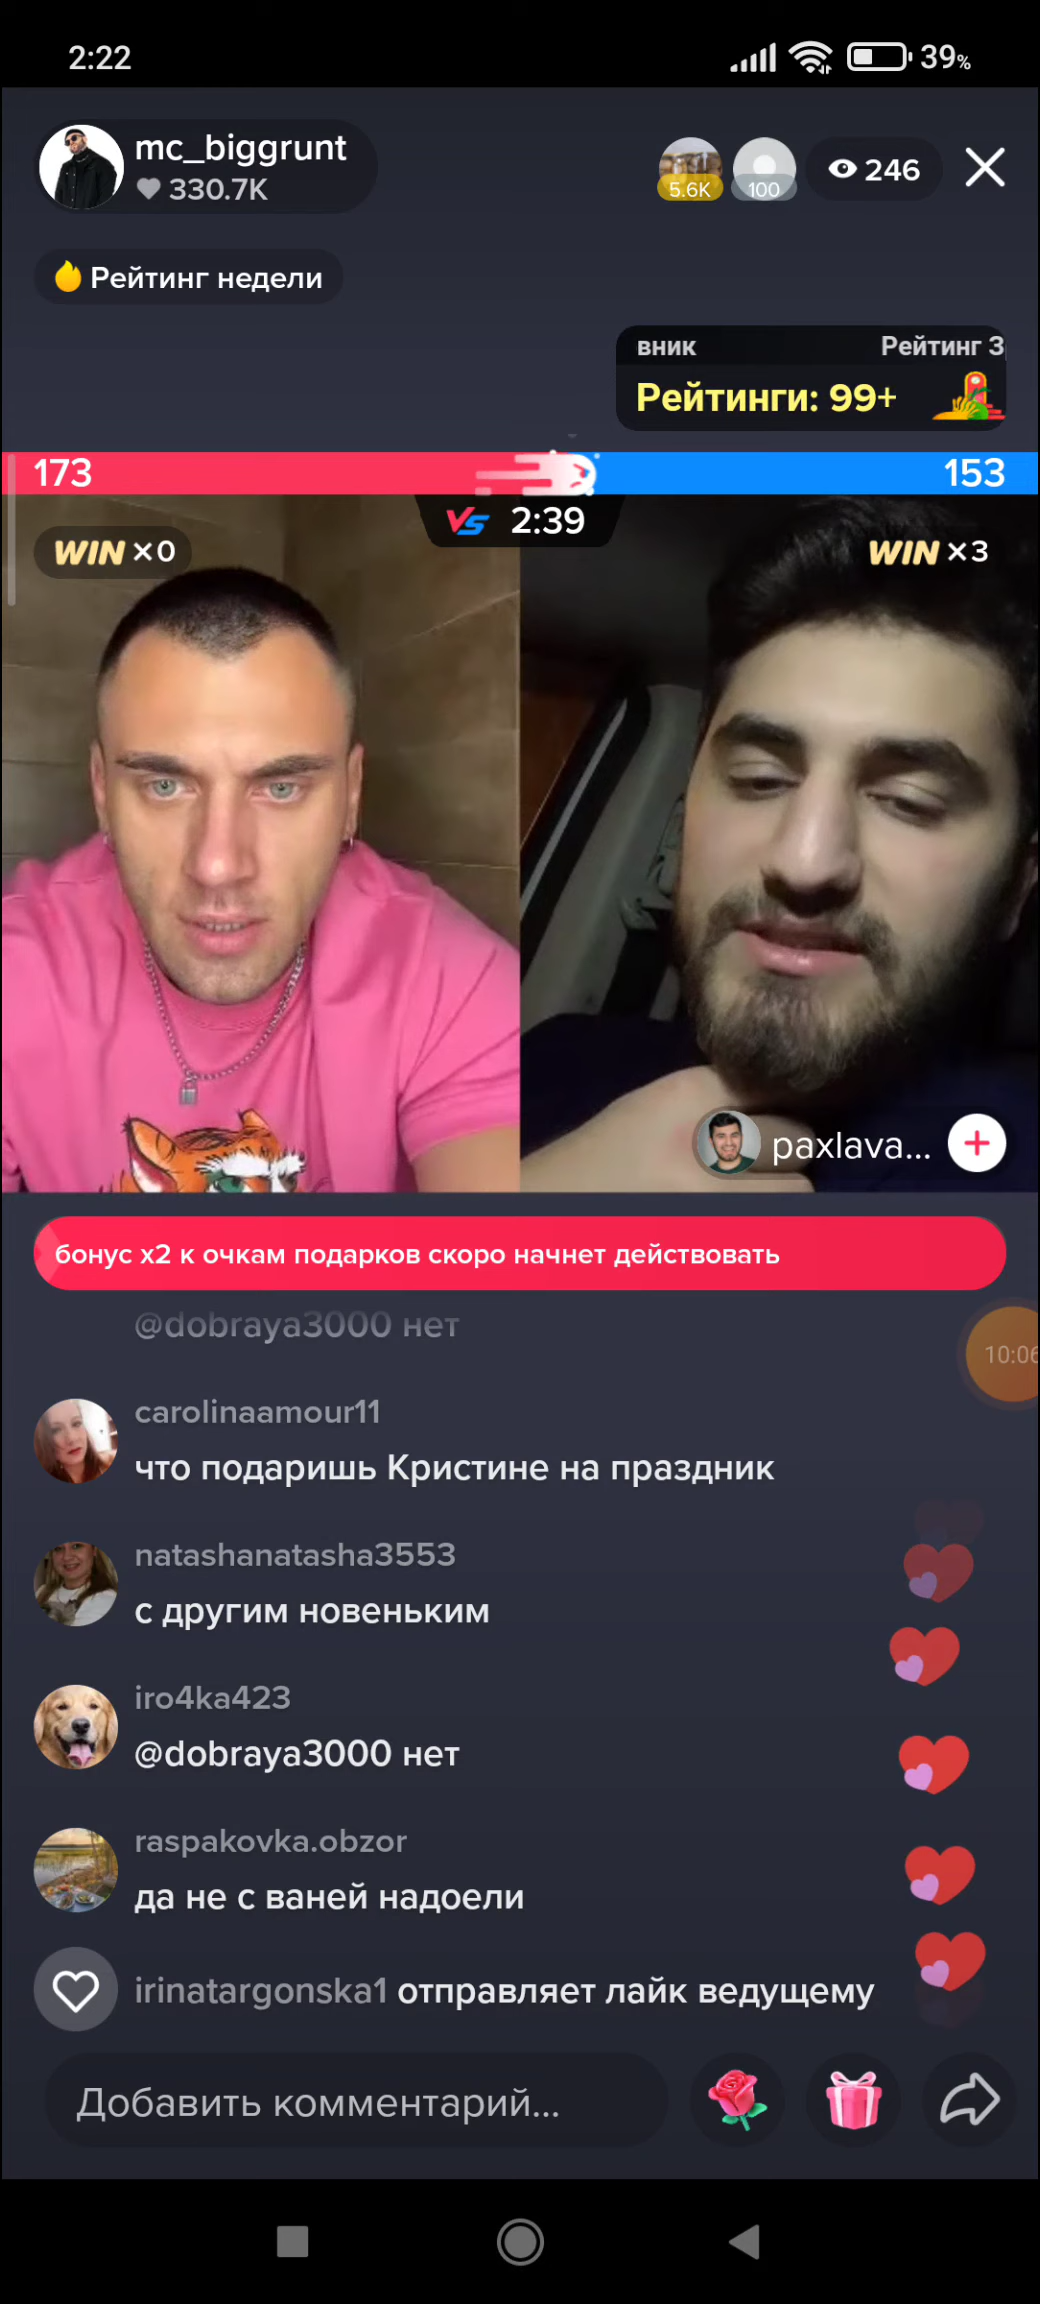 2:22
39%
mc_biggrunt
330.7K
5.6K
100
246
Рейтинг недели
вник Рейтинг З
Рейтинги: 99+
173
153
VS 2:39
WIN ×0
WIN ×3
paxlava...
бонус x2 к очкам подарков скоро начнет действовать
@dobraya3000 нет
10:06
carolinaamour11
что подаришь Кристине на праздник
natashanatasha3553
с другим новеньким
iro4ka423
@dobraya3000 нет
raspakovka.obzor
да не с ваней надоели
irinatargonska1 отправляет лайк ведущему
Добавить комментарий...